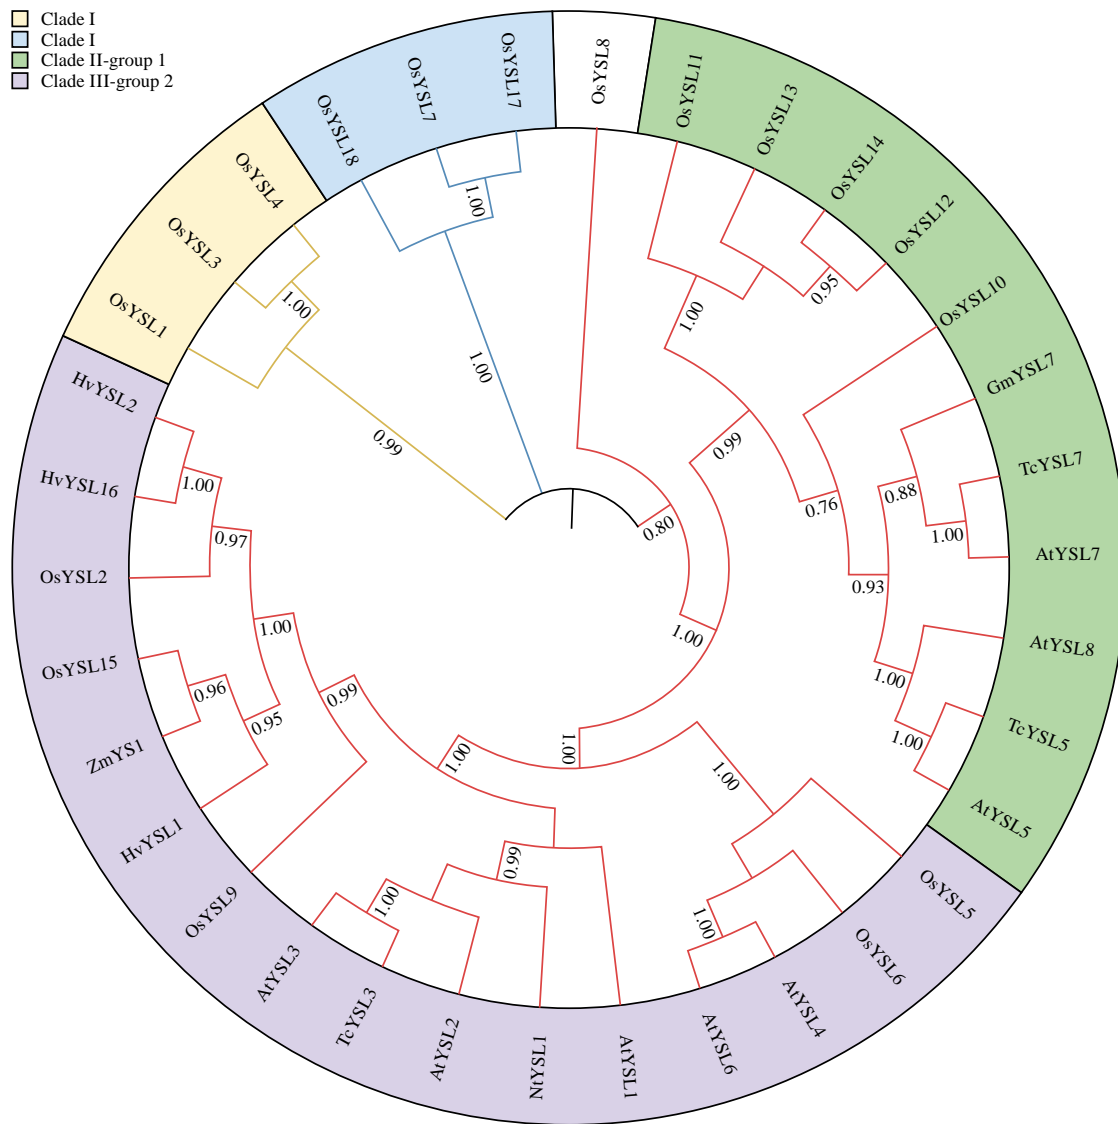 Clade I
Clade I
Clade II-group 1
Clade III-group 2
OsYSL8
OsYSL11
OsYSL13
OsYSL14
OsYSL12
OsYSL10
GmYSL7
TcYSL7
AtYSL7
AtYSL8
TcYSL5
AtYSL5
OsYSL5
OsYSL6
AtYSL4
AtYSL6
AtYSL1
NtYSL1
AtYSL2
TcYSL3
AtYSL3
OsYSL9
HvYSL1
ZmYS1
OsYSL15
OsYSL2
HvYSL16
HvYSL2
OsYSL1
OsYSL3
OsYSL4
OsYSL18
OsYSL7
OsYSL17
1.00
1.00
0.95
1.00
1.00
0.99
0.99
0.76
0.88
1.00
0.80
0.93
1.00
0.97
1.00
1.00
1.00
0.96
0.95
0.99
1.00
1.00
1.00
1.00
0.99
1.00
1.00